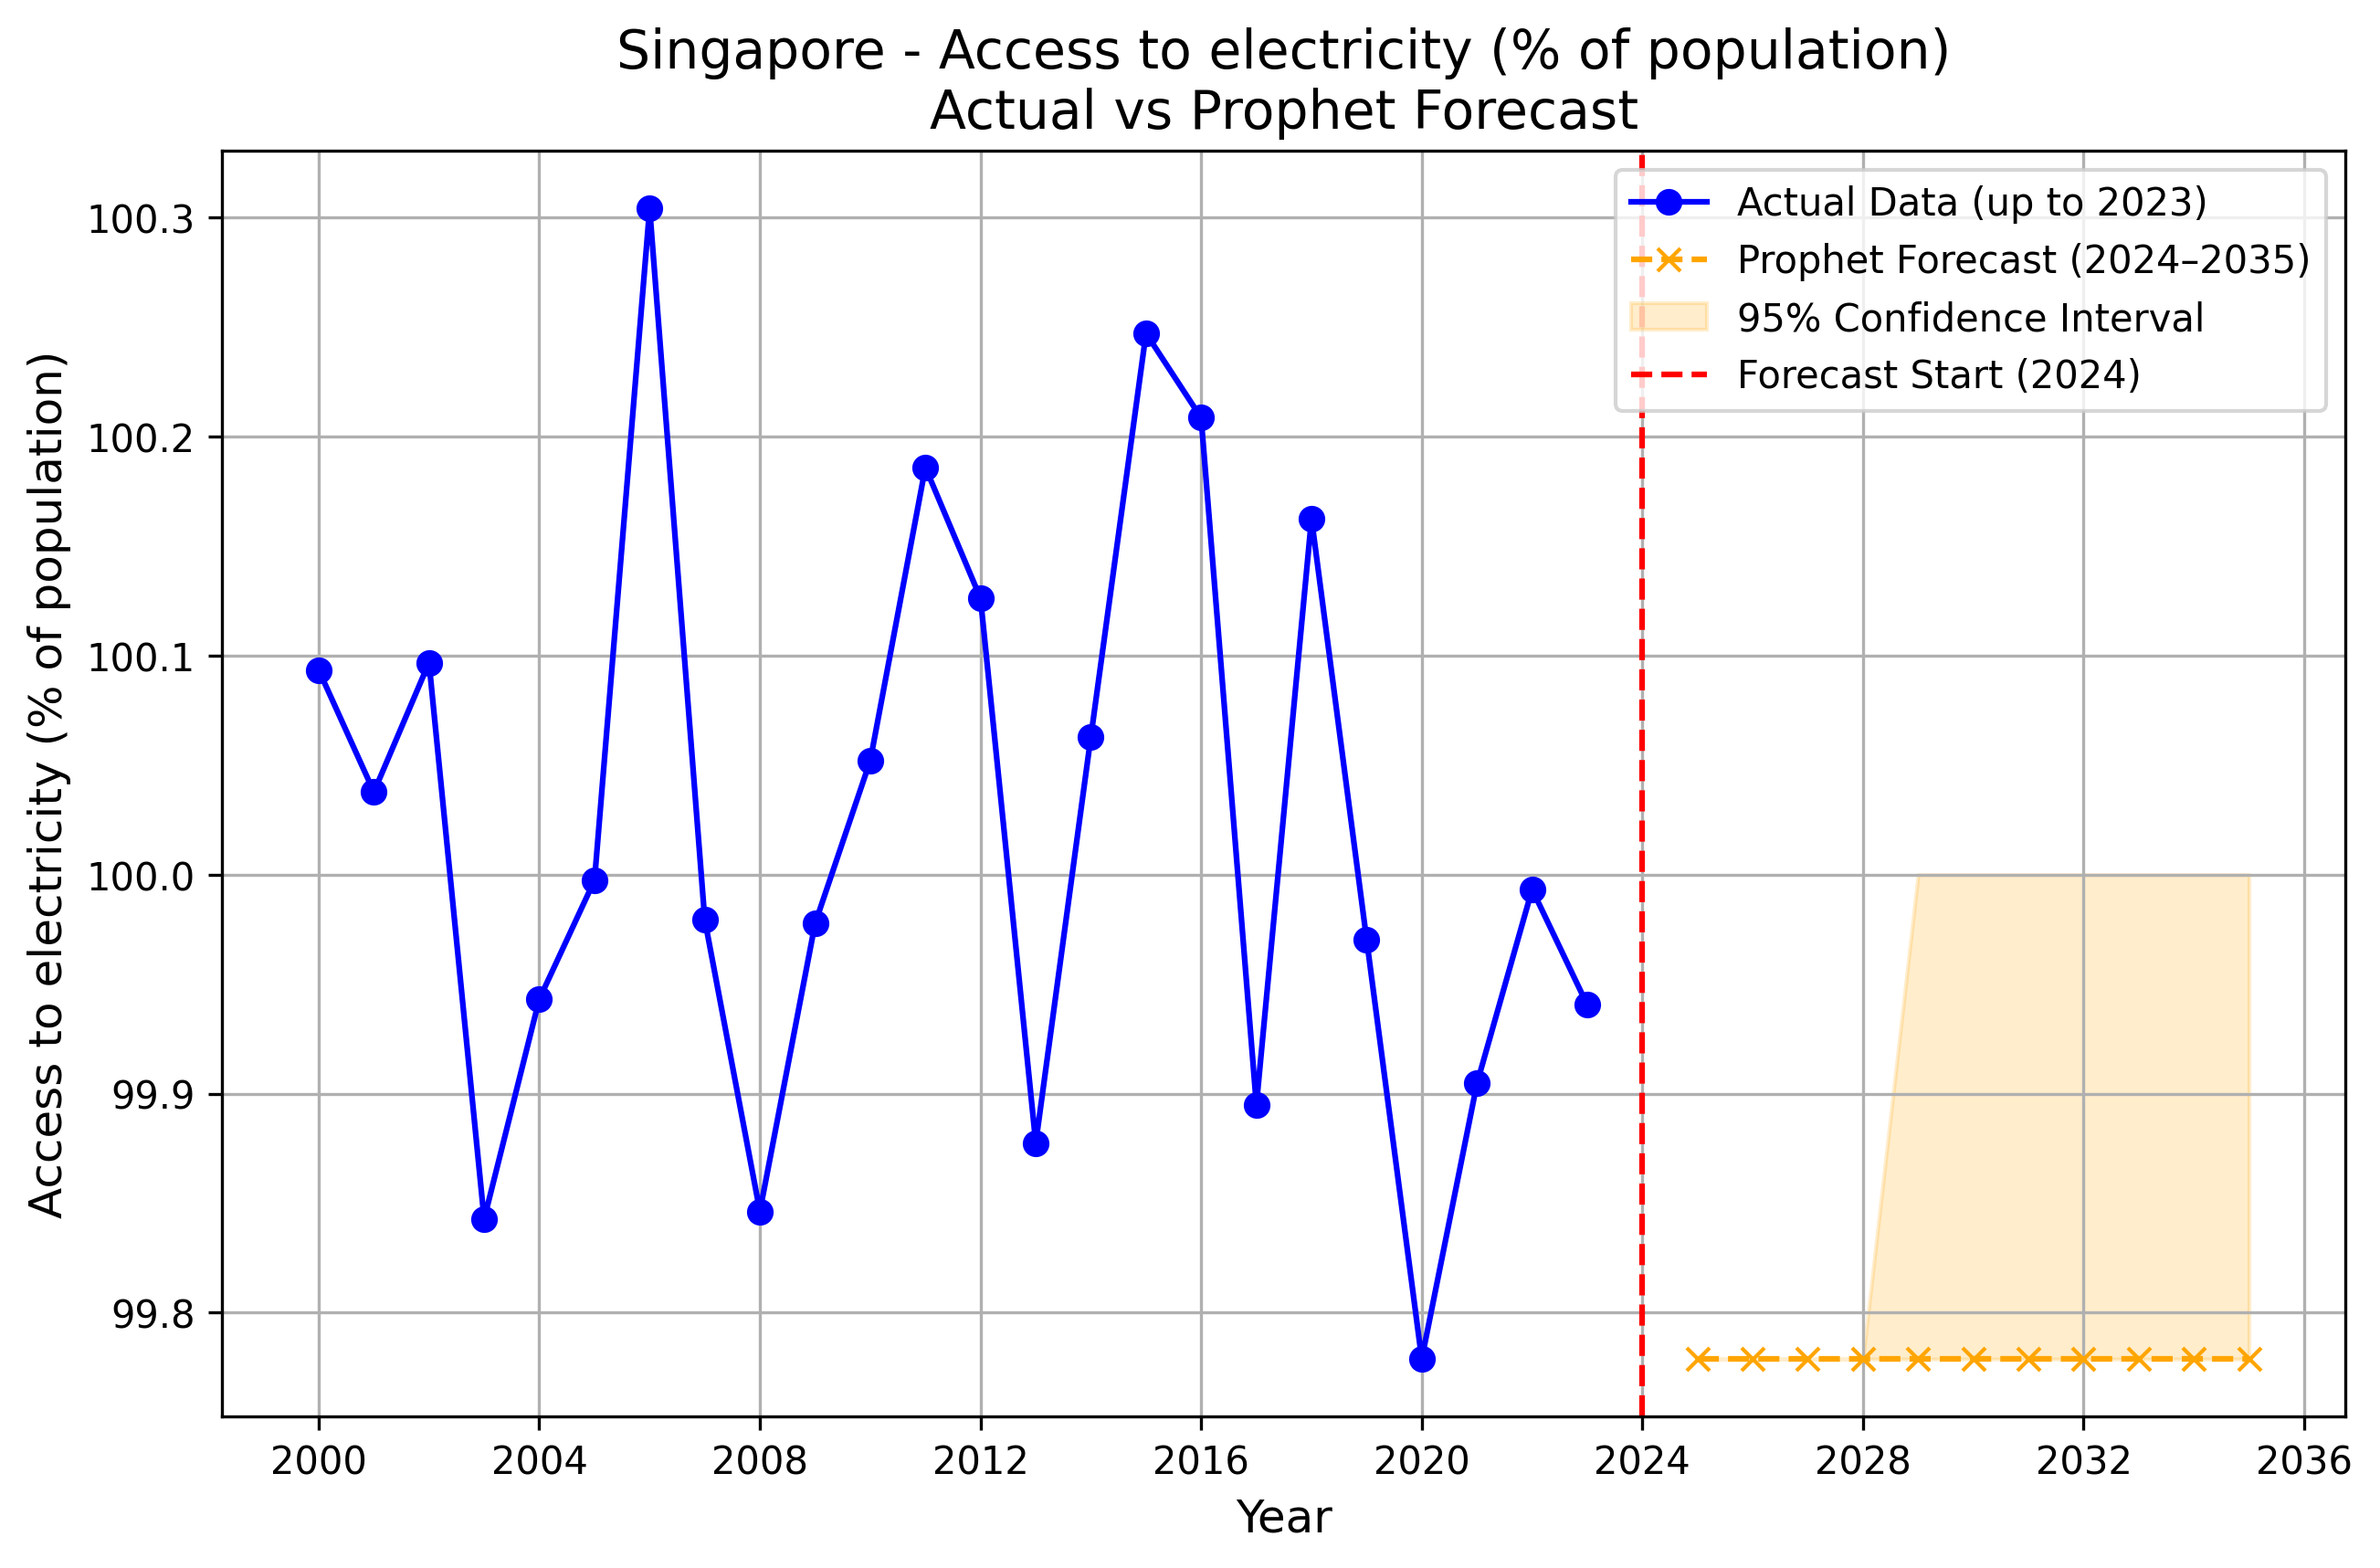 Singapore - Access to electricity (% of population)
Actual vs Prophet Forecast
Actual Data (up to 2023)
Prophet Forecast (2024–2035)
95% Confidence Interval
Forecast Start (2024)
Access to electricity (% of population)
100.3
100.2
100.1
100.0
99.9
99.8
2000 2004 2008 2012 2016 2020 2024 2028 2032 2036
Year